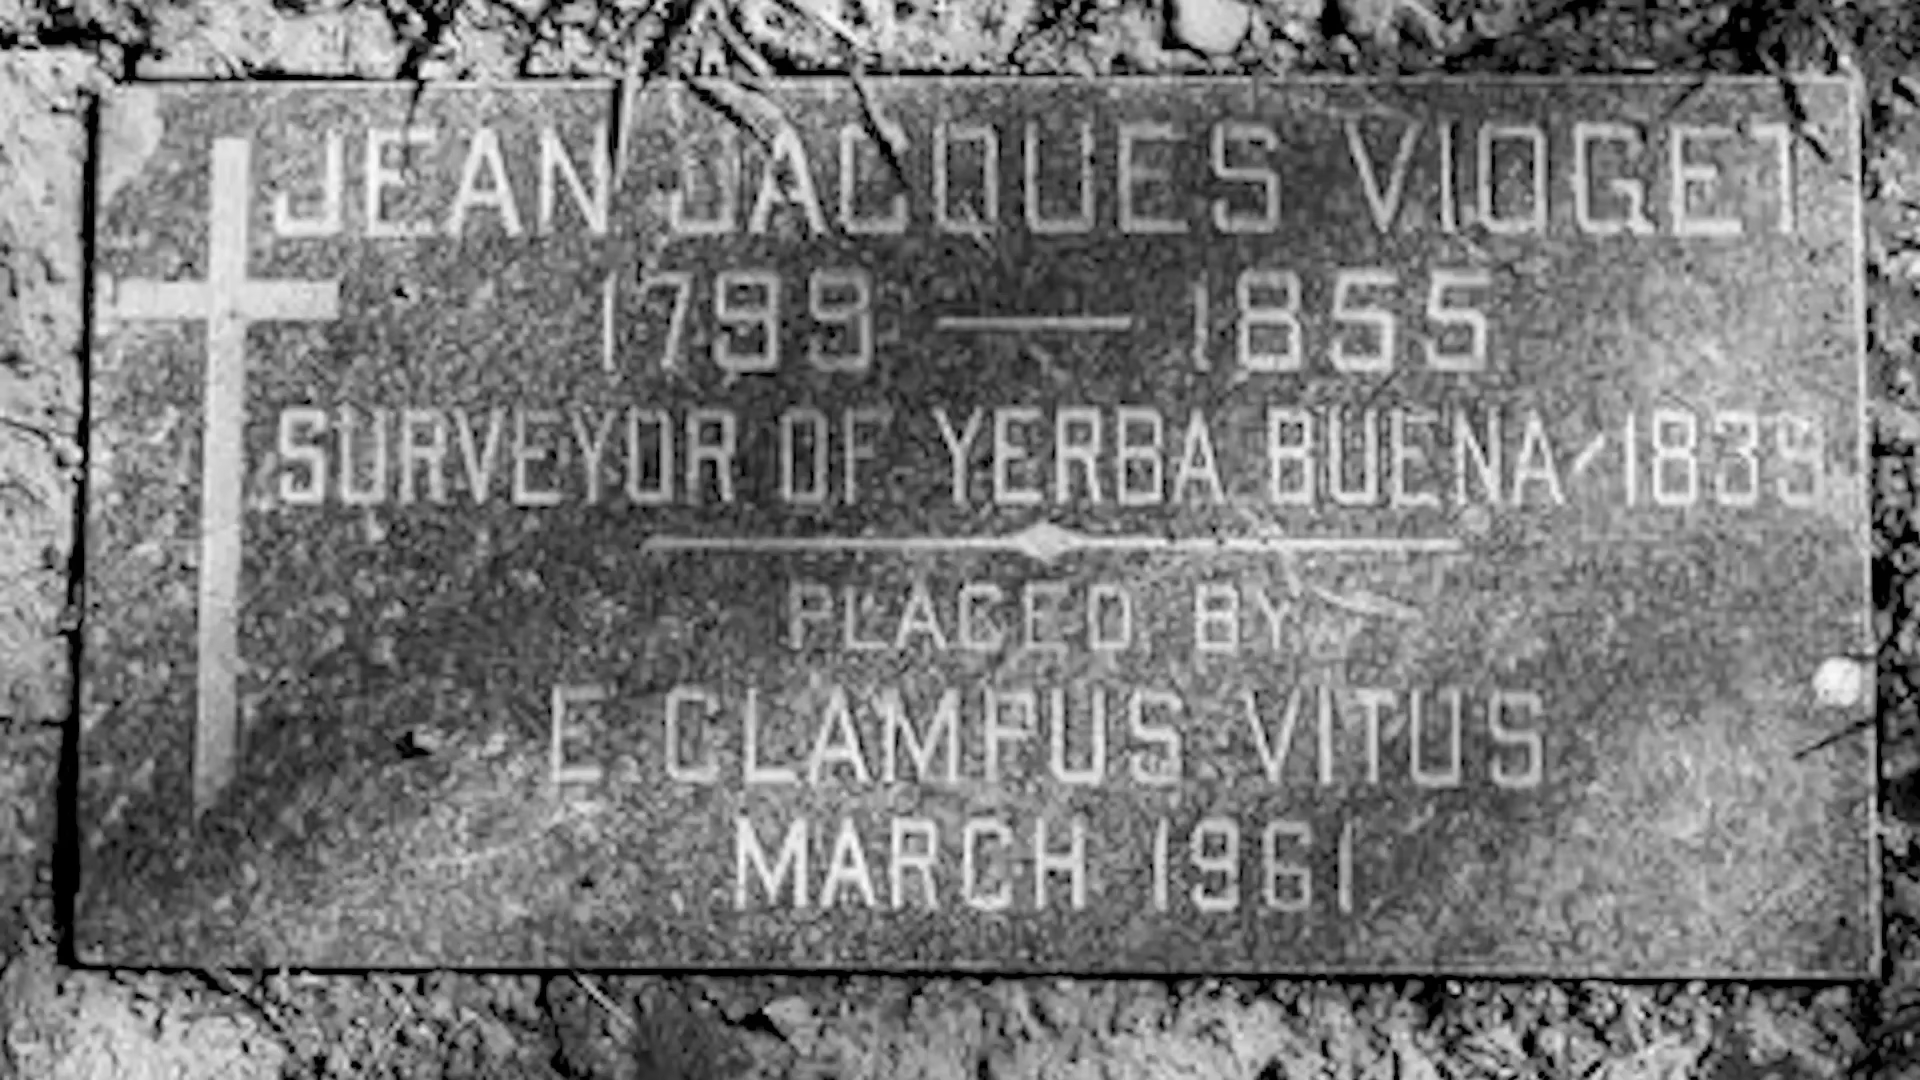 JEAN JACQUES VIOGET
1799 — 1855
SURVEYOR OF YERBA BUENA-1839
PLACED BY
E CLAMPUS VITUS
MARCH 1961